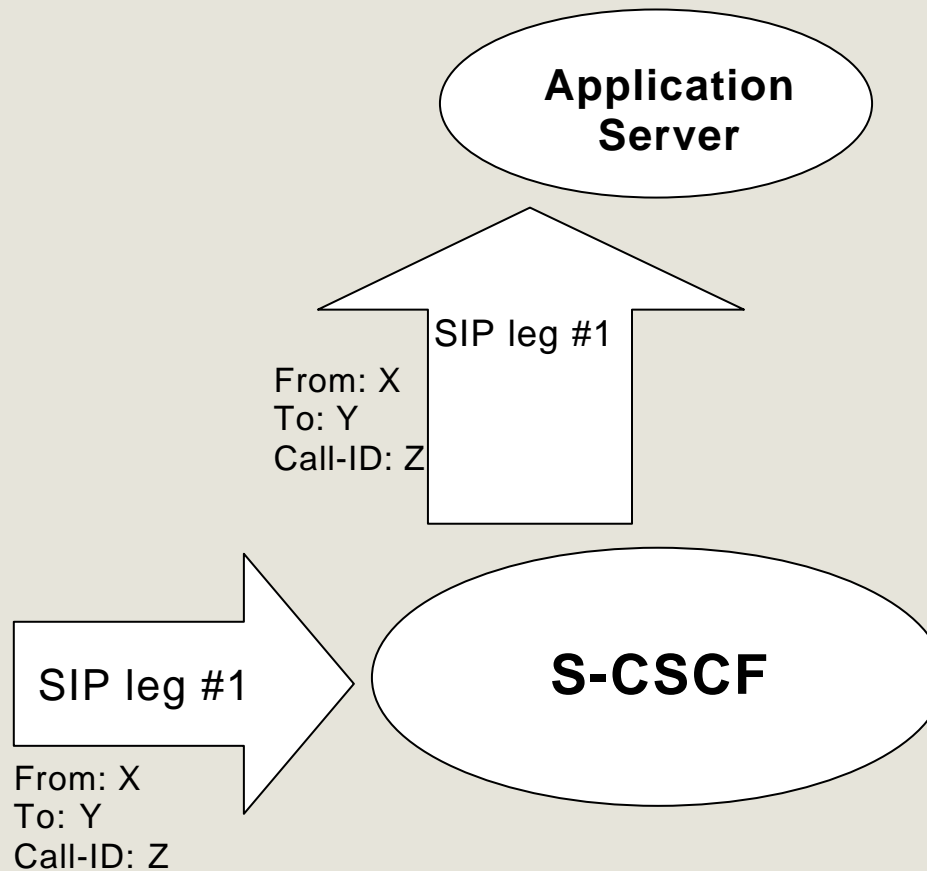 Application
Server
SIP leg #1
From: X
To: Y
Call-ID: Z
S-CSCF
SIP leg #1
From: X
To: Y
Call-ID: Z